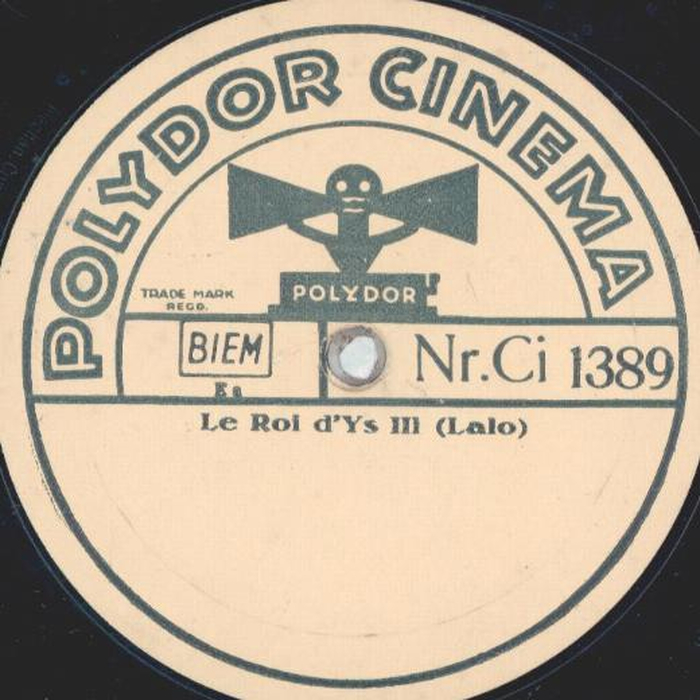 POLYDOR CINEMA
POLYDOR
TRADE MARK
REGD.
BIEM
Nr.Ci 1389
Le Roi d'Ys III (Lalo)